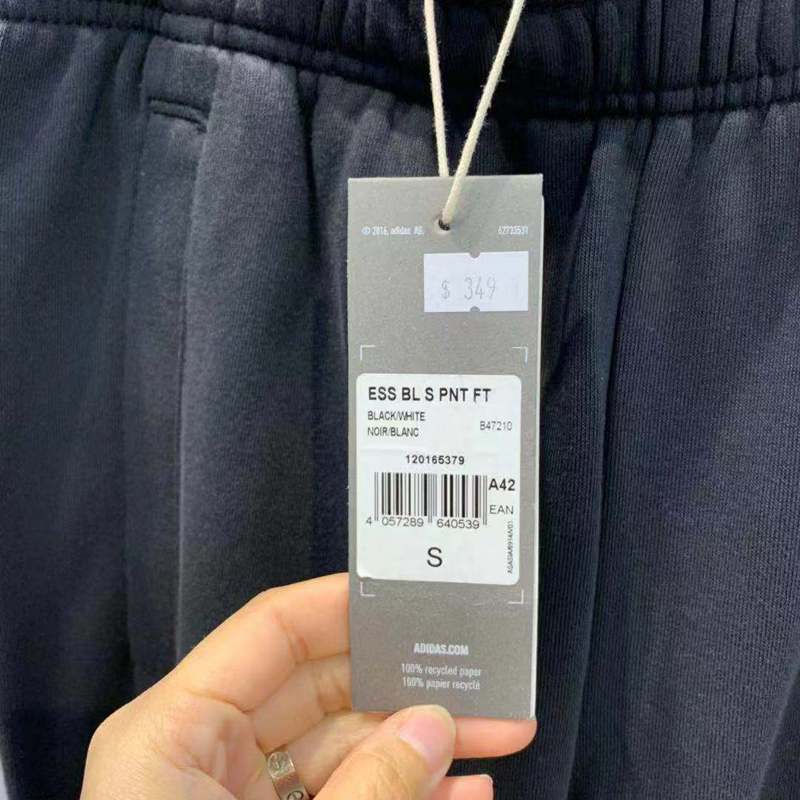 © 2016, adidas AG.
62733531
$ 349
ESS BL S PNT FT
BLACK/WHITE
NOIR/BLANC
B47210
120165379
A42
EAN
4 057289 640539
S
ADIDAS.COM
100% recycled paper
100% papier recyclé